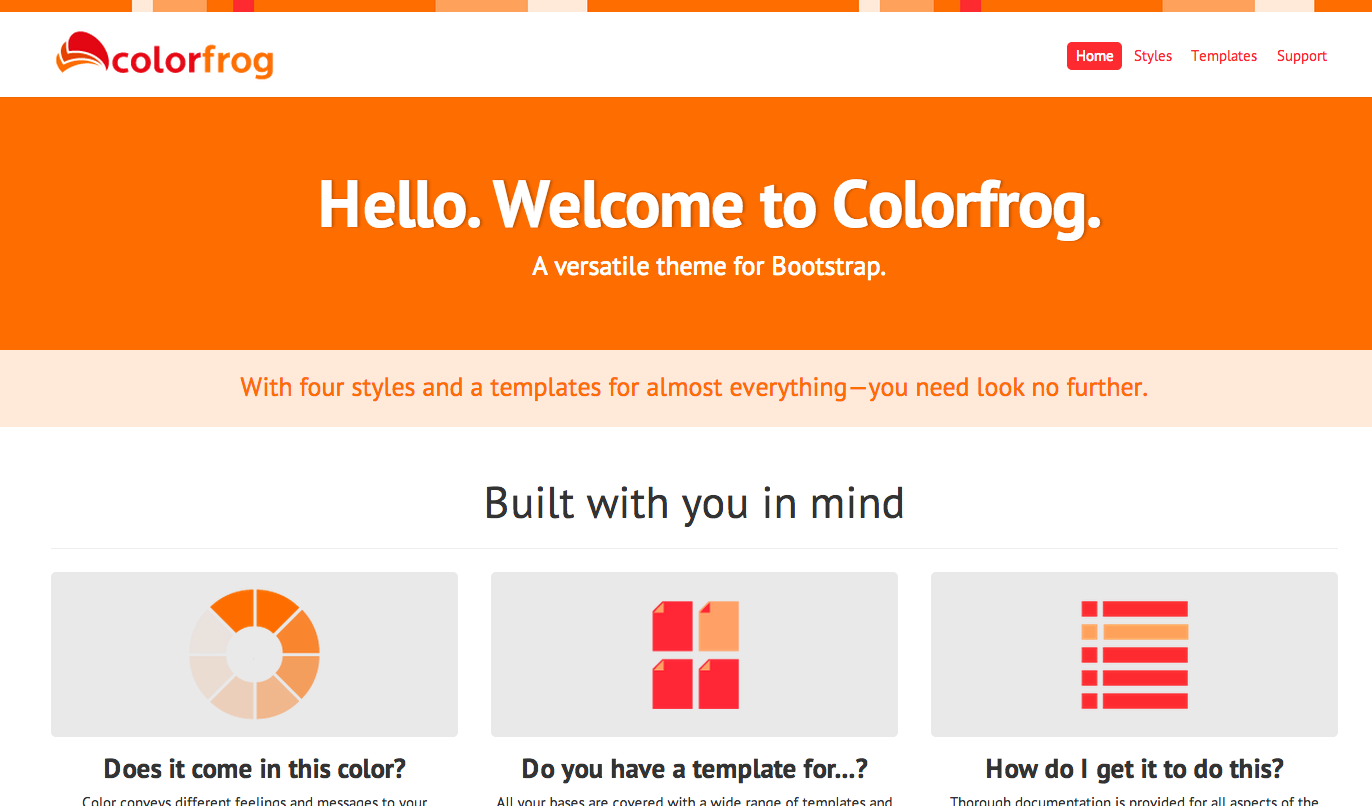 colorfrog
Home Styles Templates Support
Hello. Welcome to Colorfrog.
A versatile theme for Bootstrap.
With four styles and a templates for almost everything—you need look no further.
Built with you in mind
Does it come in this color?
Do you have a template for...?
How do I get it to do this?
Color conveys different feelings and messages to your
All your bases are covered with a wide range of templates and
Thorough documentation is provided for all aspects of the